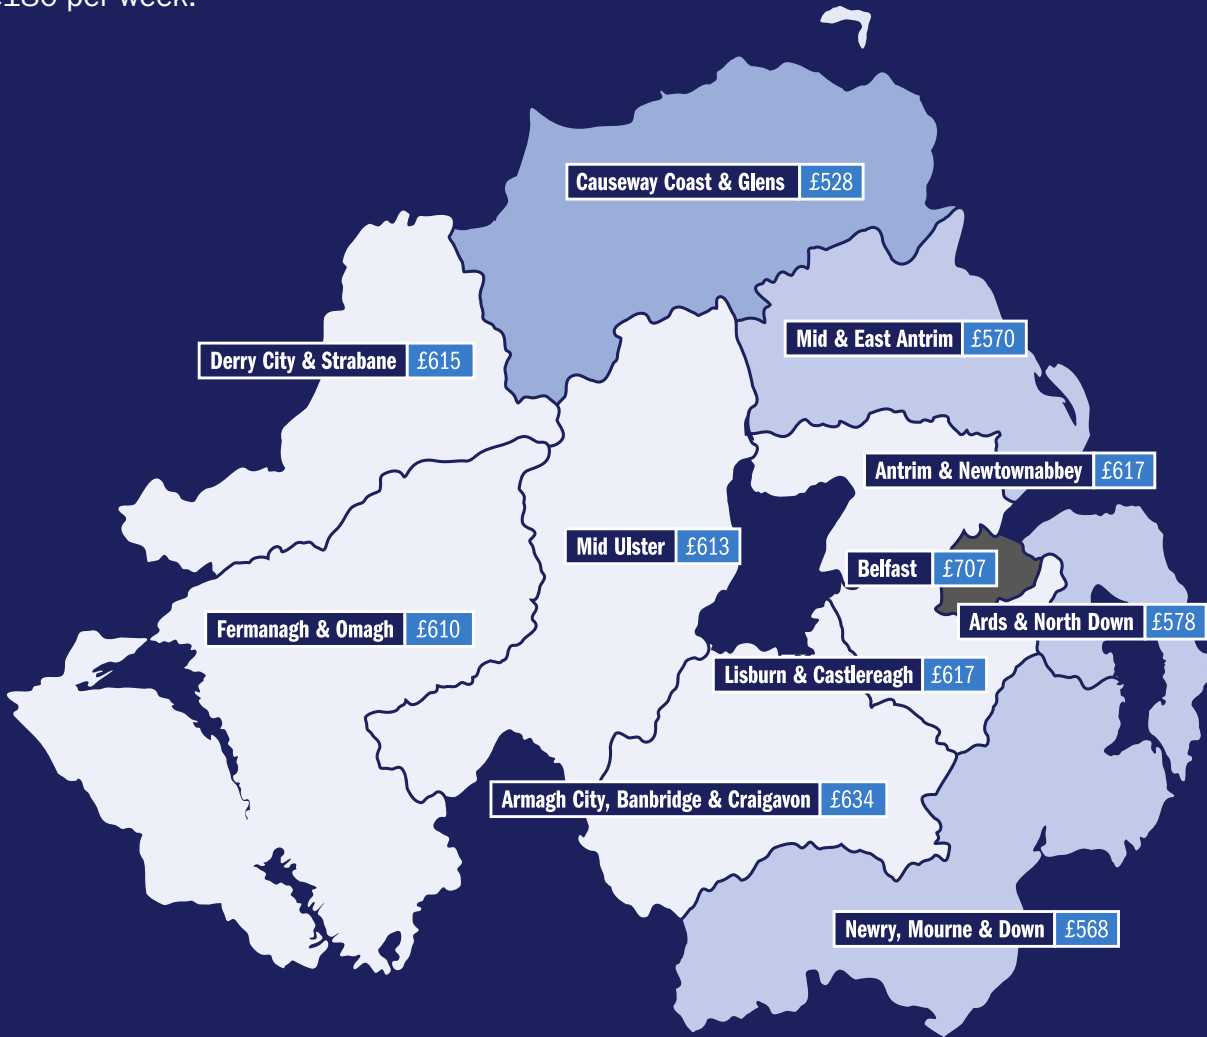 per week.
Causeway Coast & Glens £528
Mid & East Antrim £570
Derry City & Strabane £615
Antrim & Newtownabbey £617
Mid Ulster £613
Belfast £707
Ards & North Down £578
Fermanagh & Omagh £610
Lisburn & Castlereagh £617
Armagh City, Banbridge & Craigavon £634
Newry, Mourne & Down £568